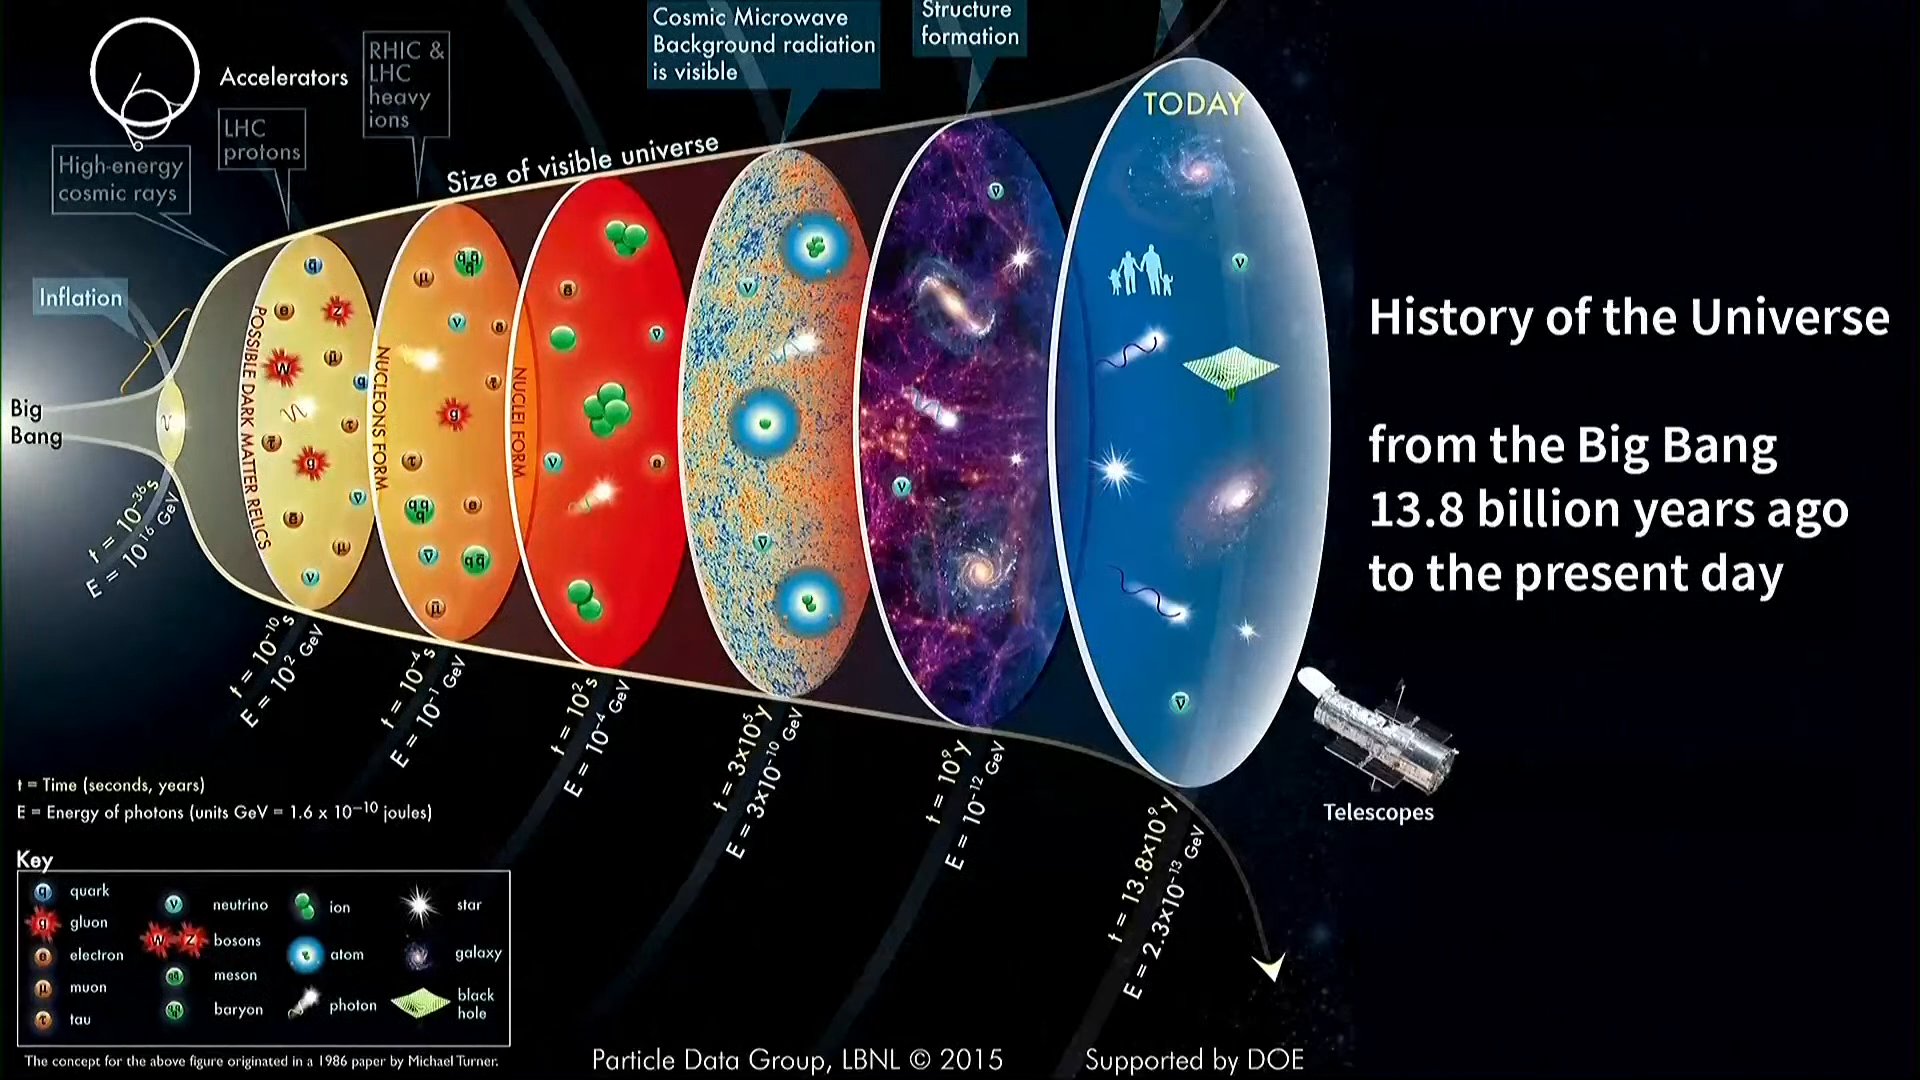 Cosmic Microwave
Background radiation
is visible
Structure
formation
Accelerators
RHIC &
LHC
heavy
ions
LHC
protons
High-energy
cosmic rays
Size of visible universe
TODAY
Inflation
Big
Bang
POSSIBLE DARK MATTER RELICS
NUCLEONS FORM
NUCLEI FORM
History of the Universe
from the Big Bang
13.8 billion years ago
to the present day
t = 10⁻³⁶ s
E = 10¹⁶ GeV
t = 10⁻¹⁰ s
E = 10² GeV
t = 10⁻⁴ s
E = 10⁻¹ GeV
t = 10² s
E = 10⁻⁴ GeV
t = 3x10⁵ y
E = 3x10⁻¹⁰ GeV
t = 10⁹ y
E = 10⁻¹² GeV
t = 13.8x10⁹ y
E = 2.3x10⁻¹³ GeV
Telescopes
t = Time (seconds, years)
E = Energy of photons (units GeV = 1.6 x 10⁻¹⁰ joules)
Key
q quark
g gluon
e electron
μ muon
τ tau
ν neutrino
W Z bosons
qq̄ meson
qqq baryon
ion
atom
photon
star
galaxy
black
hole
The concept for the above figure originated in a 1986 paper by Michael Turner.
Particle Data Group, LBNL © 2015
Supported by DOE